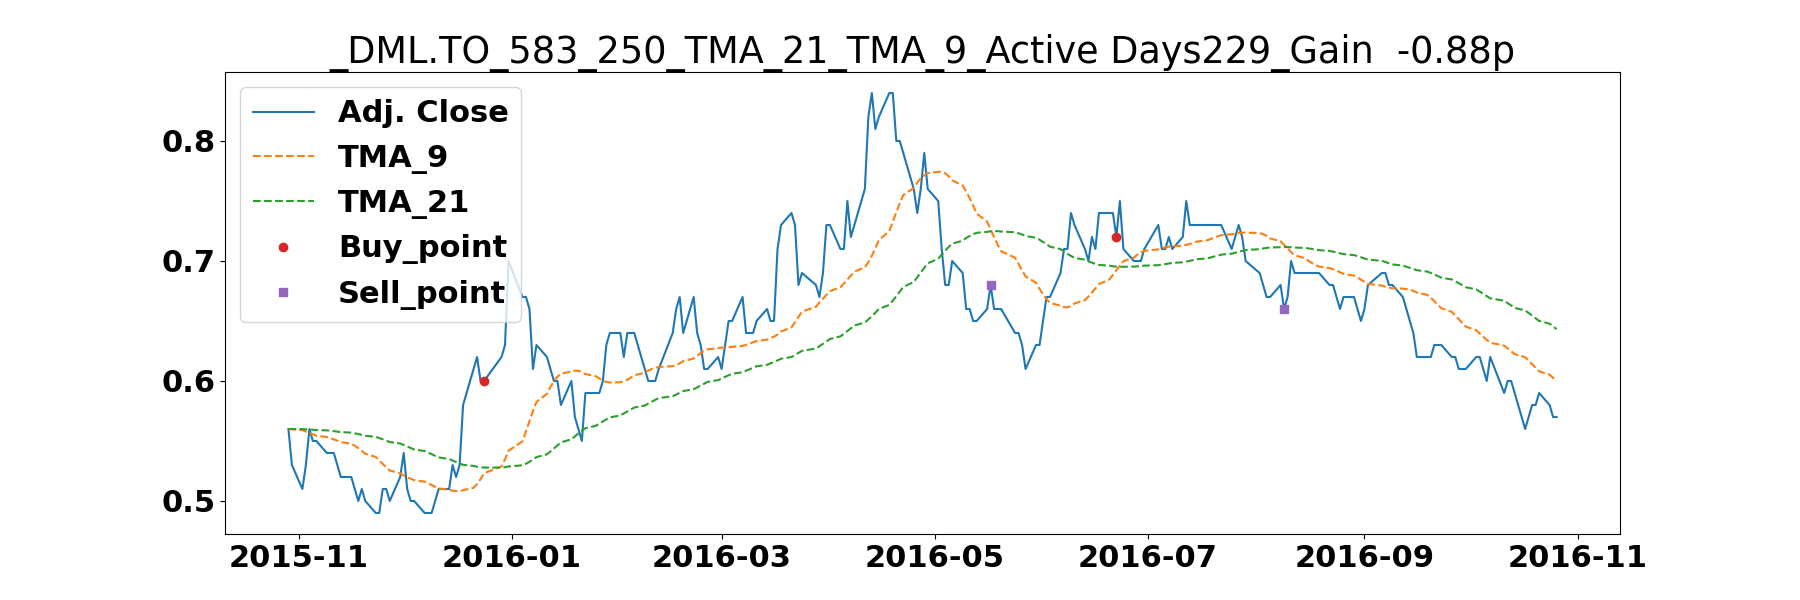 _DML.TO_583_250_TMA_21_TMA_9_Active Days229_Gain  -0.88p
Adj. Close
TMA_9
TMA_21
Buy_point
Sell_point
0.8
0.7
0.6
0.5
2015-11 2016-01 2016-03 2016-05 2016-07 2016-09 2016-11